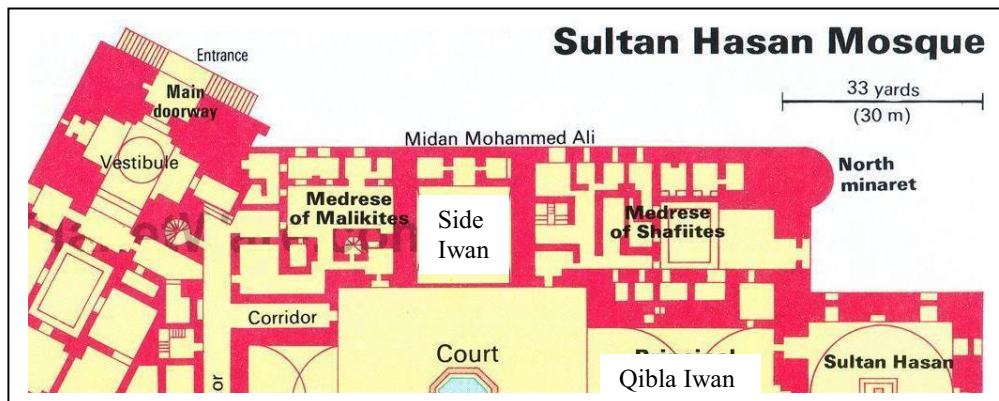 Sultan Hasan Mosque
33 yards
(30 m)
Entrance
Main
doorway
Vestibule
Midan Mohammed Ali
North
minaret
Medrese
of Malikites
Side
Iwan
Medrese
of Shafiites
Corridor
Court
Principal
Qibla Iwan
Sultan Hasan